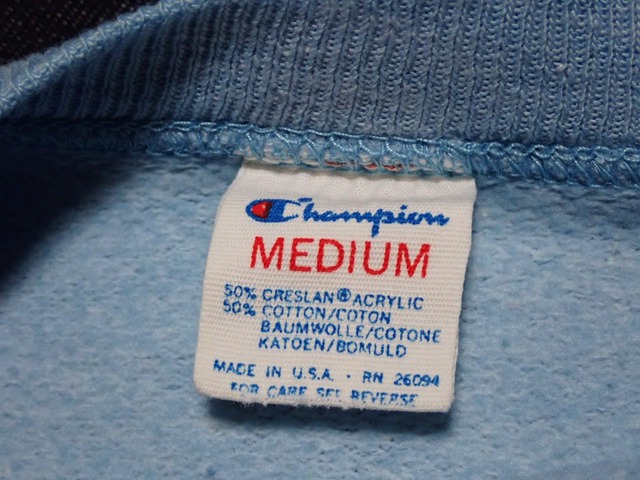 Champion
MEDIUM
50% CRESLAN® ACRYLIC
50% COTTON/COTON
BAUMWOLLE/COTONE
KATOEN/BOMULD
MADE IN U.S.A. · RN 26094
FOR CARE SEE REVERSE